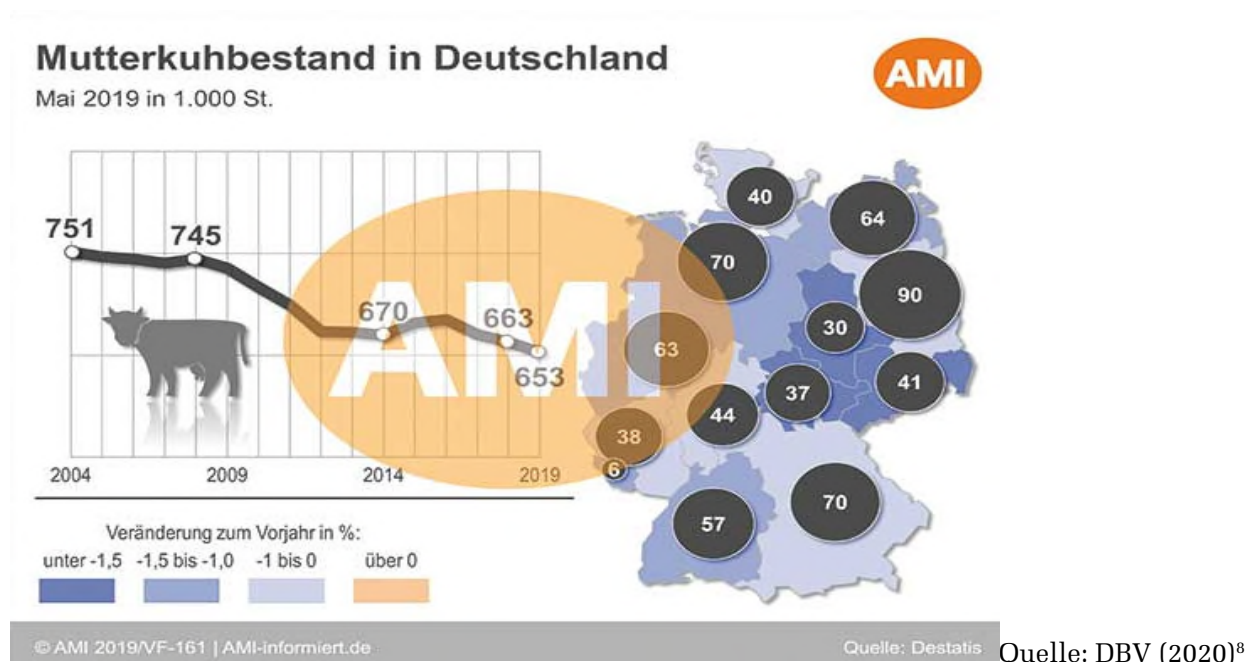 Mutterkuhbestand in Deutschland
Mai 2019 in 1.000 St.
AMI
751
745
670
663
653
2004
2009
2014
2019
AMI
40
64
70
90
30
63
37
41
44
38
6
57
70
Veränderung zum Vorjahr in %:
unter -1,5 -1,5 bis -1,0 -1 bis 0 über 0
© AMI 2019/VF-161 | AMI-informiert.de
Quelle: Destatis
Quelle: DBV (2020)⁸